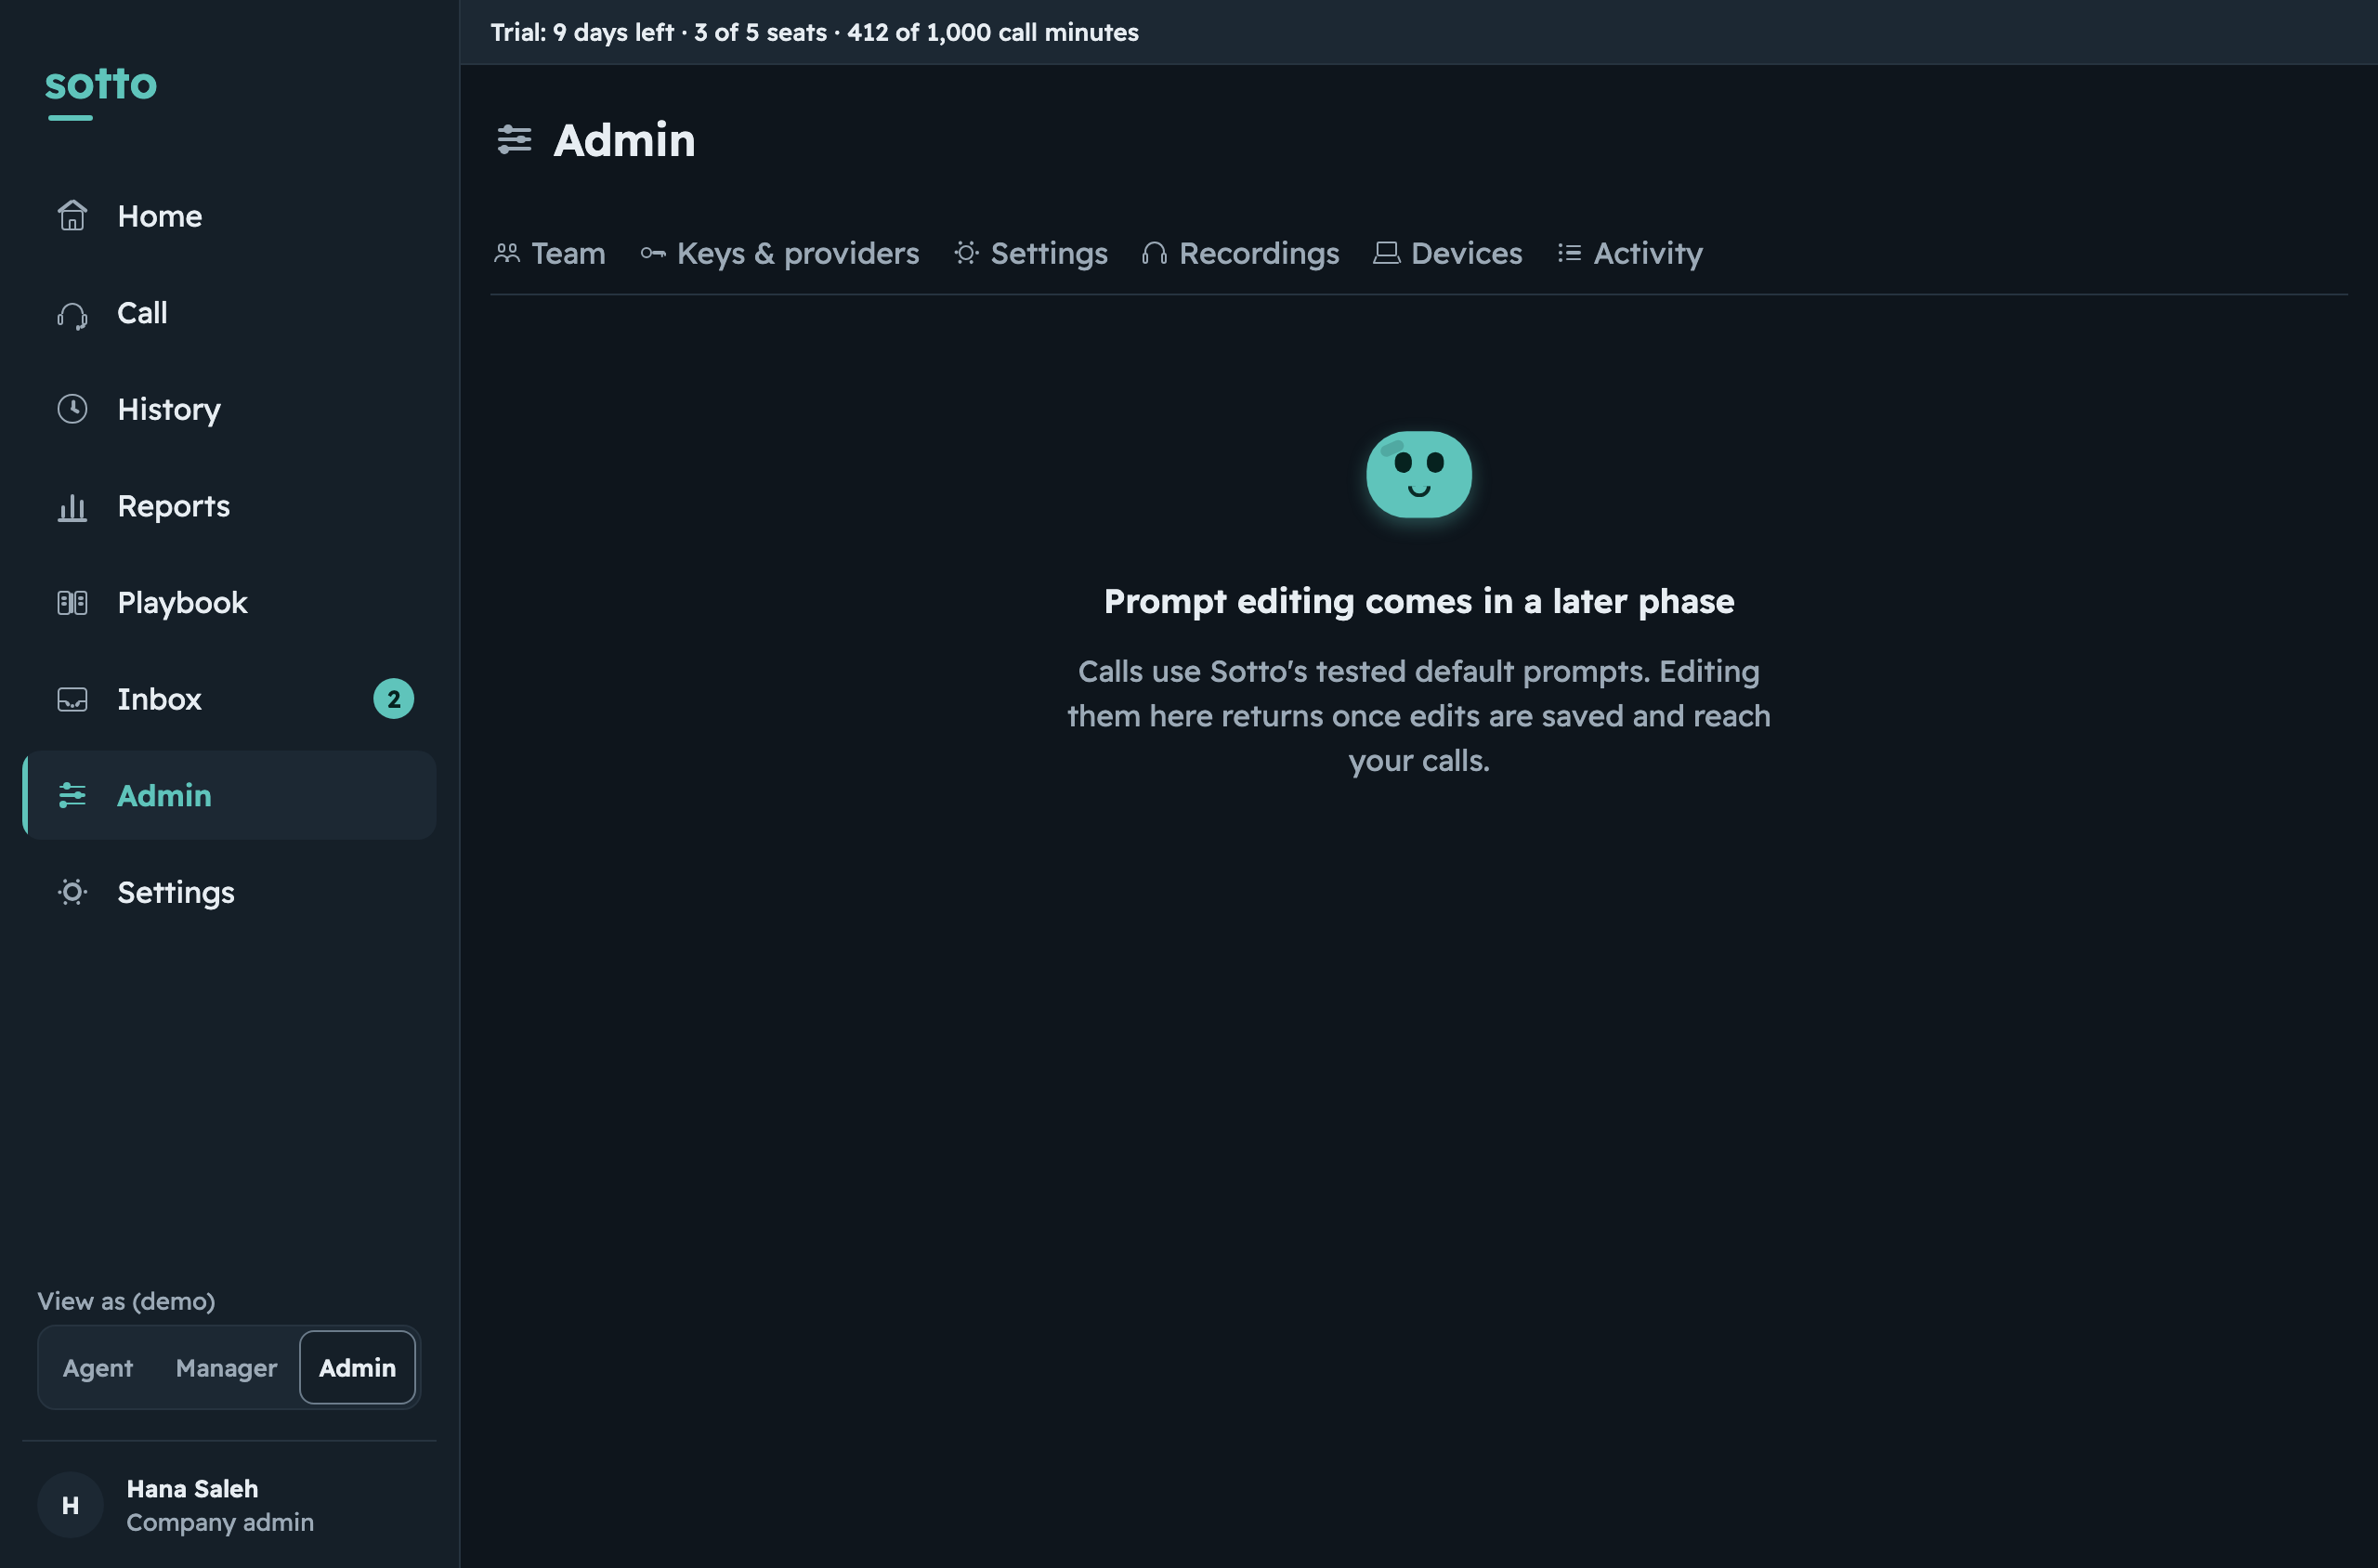 sotto
Home
Call
History
Reports
Playbook
Inbox 2
Admin
Settings
View as (demo)
Agent Manager Admin
H
Hana Saleh
Company admin
Trial: 9 days left · 3 of 5 seats · 412 of 1,000 call minutes
Admin
Team Keys & providers Settings Recordings Devices Activity
Prompt editing comes in a later phase
Calls use Sotto's tested default prompts. Editing
them here returns once edits are saved and reach
your calls.